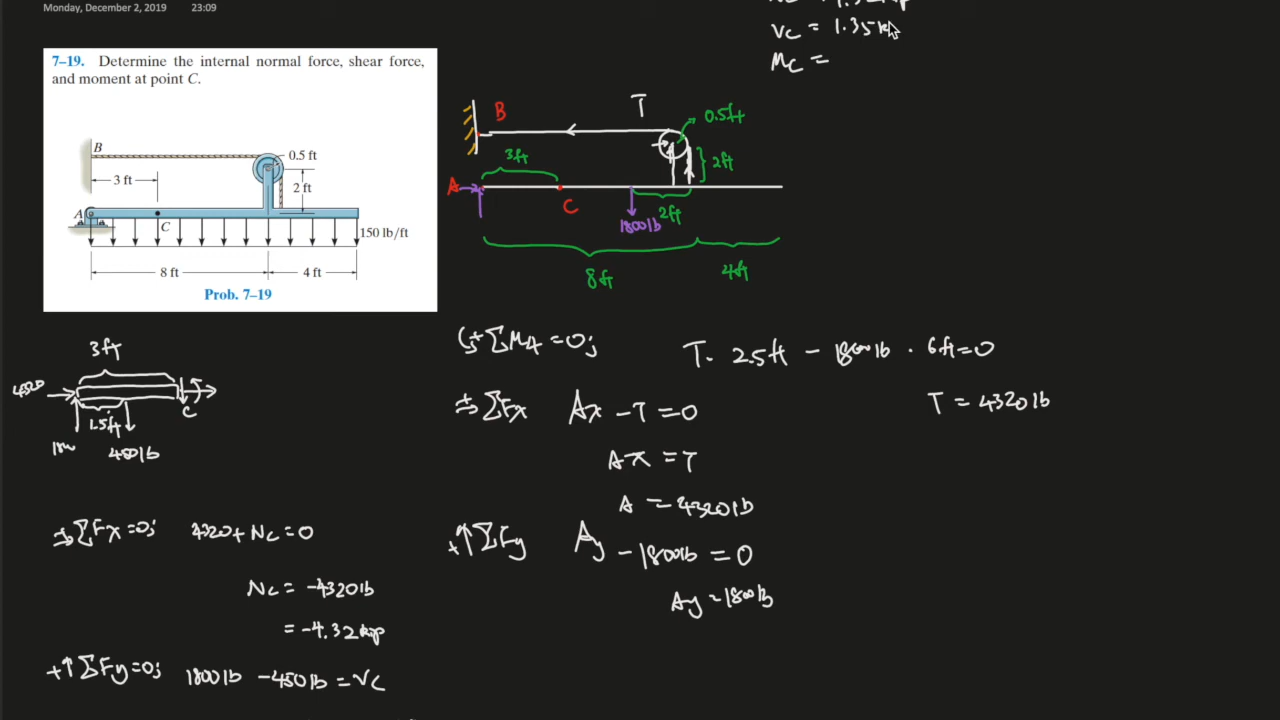 Monday, December 2, 2019 23:09
VC = 1.35 kip
MC =
7–19. Determine the internal normal force, shear force,
and moment at point C.
B
0.5 ft
3 ft
2 ft
A
C
150 lb/ft
8 ft
4 ft
Prob. 7–19
B
T
0.5ft
3ft
2ft
A
C
1800lb
2ft
8ft
4ft
3ft
4320
C
1.5ft
450lb
ΣMA = 0; T· 2.5ft − 1800lb · 6ft = 0
T = 4320lb
ΣFx Ax − T = 0
Ax = T
A = 4320lb
+↑ΣFy Ay − 1800lb = 0
Ay = 1800lb
ΣFx = 0; 4320 + NC = 0
NC = −4320lb
= −4.32kip
+↑ΣFy = 0; 1800lb − 450lb = VC